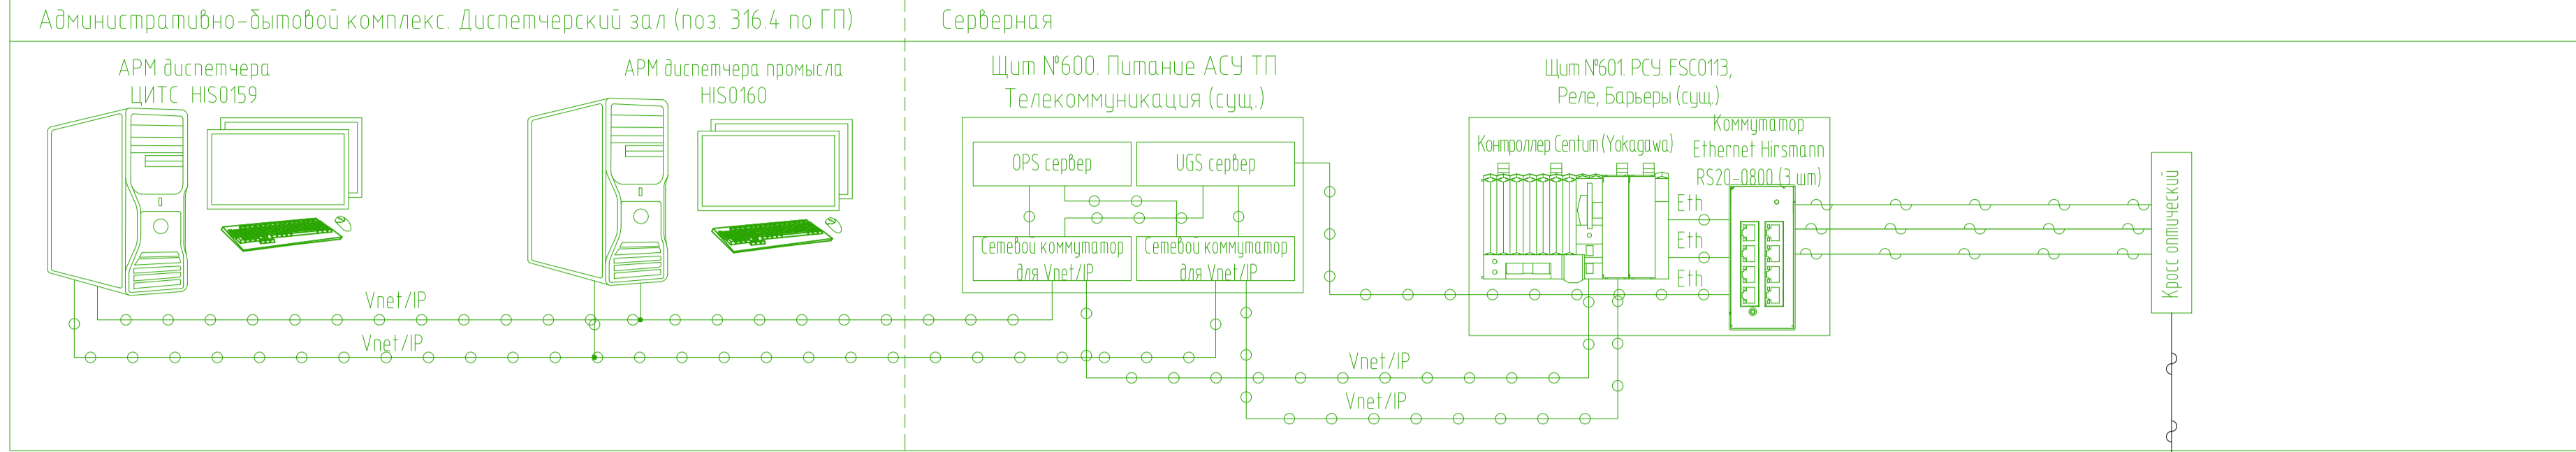 Административно-бытовой комплекс. Диспетчерский зал (поз. 316.4 по ГП)
Серверная
АРМ диспетчера
ЦИТС HIS0159
АРМ диспетчера промысла
HIS0160
Щит №600. Питание АСУ ТП
Телекоммуникация (сущ.)
Щит №601. РСУ. FSC0113,
Реле, Барьеры (сущ.)
OPS сервер
UGS сервер
Сетевой коммутатор
для Vnet/IP
Сетевой коммутатор
для Vnet/IP
Контроллер Centum (Yokagawa)
Коммутатор
Ethernet Hirsmann
RS20-0800 (3 шт)
Eth
Eth
Eth
Кросс оптический
Vnet/IP
Vnet/IP
Vnet/IP
Vnet/IP